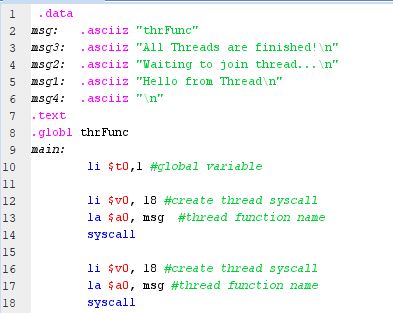 1 .data
2 msg: .asciiz "thrFunc"
3 msg3: .asciiz "All Threads are finished!\n"
4 msg2: .asciiz "Waiting to join thread...\n"
5 msg1: .asciiz "Hello from Thread\n"
6 msg4: .asciiz "\n"
7 .text
8 .globl thrFunc
9 main:
10 li $t0,1 #global variable
11
12 li $v0, 18 #create thread syscall
13 la $a0, msg #thread function name
14 syscall
15
16 li $v0, 18 #create thread syscall
17 la $a0, msg #thread function name
18 syscall